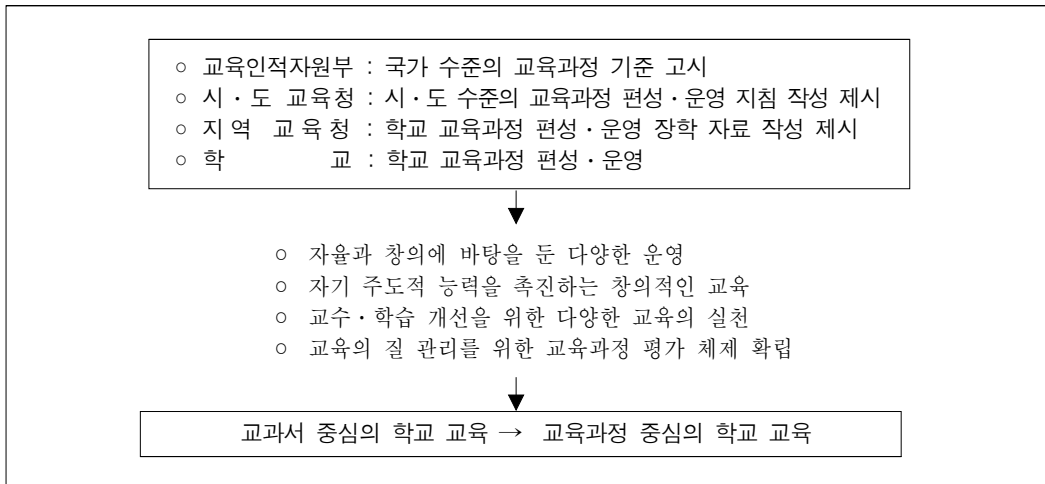 ○ 교육인적자원부 : 국가 수준의 교육과정 기준 고시
○ 시·도 교육청 : 시·도 수준의 교육과정 편성·운영 지침 작성 제시
○ 지역 교육청 : 학교 교육과정 편성·운영 장학 자료 작성 제시
○ 학 교 : 학교 교육과정 편성·운영
○ 자율과 창의에 바탕을 둔 다양한 운영
○ 자기 주도적 능력을 촉진하는 창의적인 교육
○ 교수·학습 개선을 위한 다양한 교육의 실천
○ 교육의 질 관리를 위한 교육과정 평가 체제 확립
교과서 중심의 학교 교육 → 교육과정 중심의 학교 교육